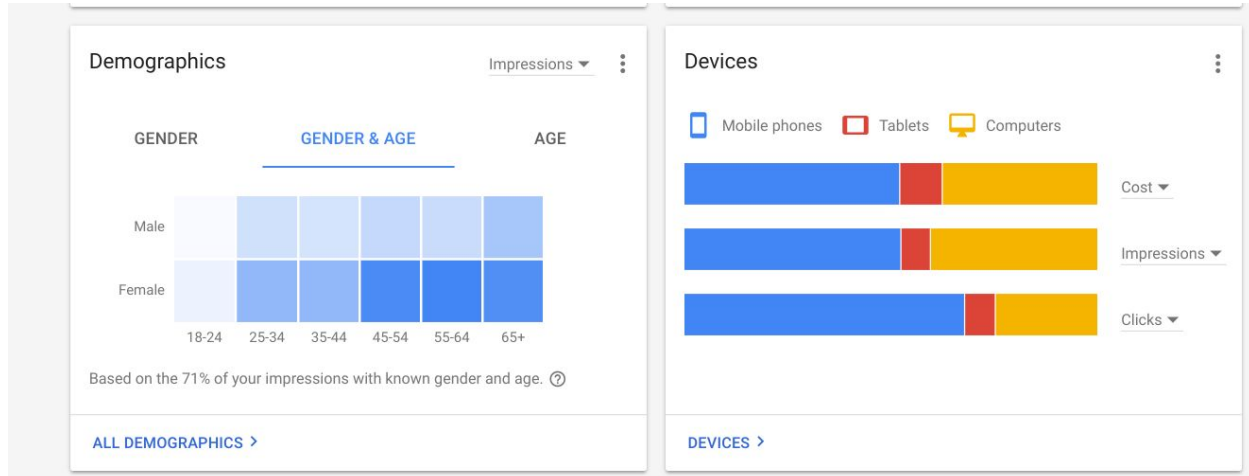 Demographics
Impressions
GENDER
GENDER & AGE
AGE
Male
Female
18-24 25-34 35-44 45-54 55-64 65+
Based on the 71% of your impressions with known gender and age. ?
ALL DEMOGRAPHICS >
Devices
Mobile phones Tablets Computers
Cost
Impressions
Clicks
DEVICES >